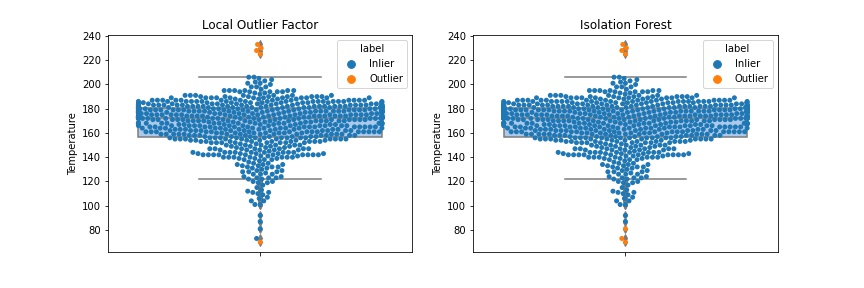 Local Outlier Factor
240
220
200
180
160
140
120
100
80
Temperature
label
Inlier
Outlier
Isolation Forest
240
220
200
180
160
140
120
100
80
Temperature
label
Inlier
Outlier